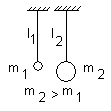 l₁ l₂
m₁ m₂
m₂ > m₁